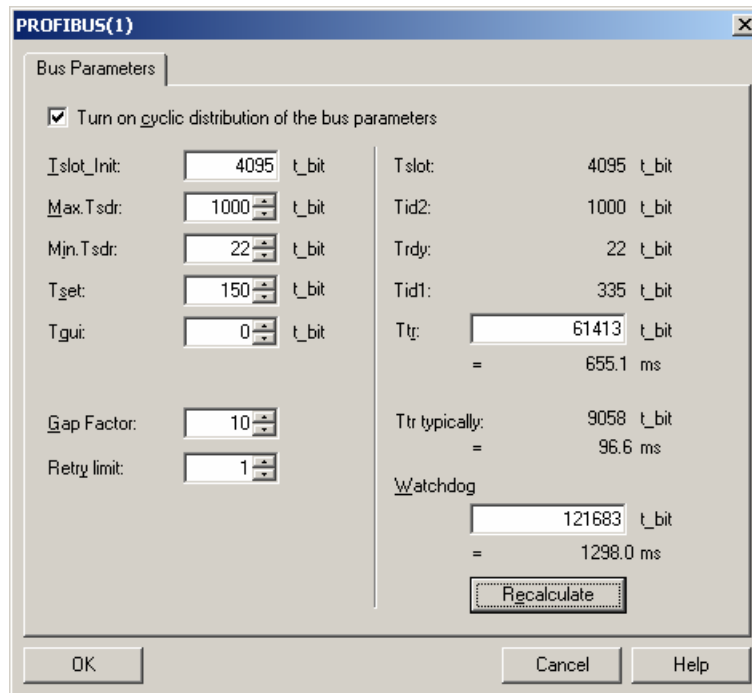 PROFIBUS(1)
Bus Parameters
Turn on cyclic distribution of the bus parameters
Tslot_Init: 4095 t_bit
Max.Tsdr: 1000 t_bit
Min.Tsdr: 22 t_bit
Tset: 150 t_bit
Tqui: 0 t_bit
Gap Factor: 10
Retry limit: 1
Tslot: 4095 t_bit
Tid2: 1000 t_bit
Trdy: 22 t_bit
Tid1: 335 t_bit
Ttr: 61413 t_bit
= 655.1 ms
Ttr typically: 9058 t_bit
= 96.6 ms
Watchdog
121683 t_bit
= 1298.0 ms
Recalculate
OK
Cancel
Help